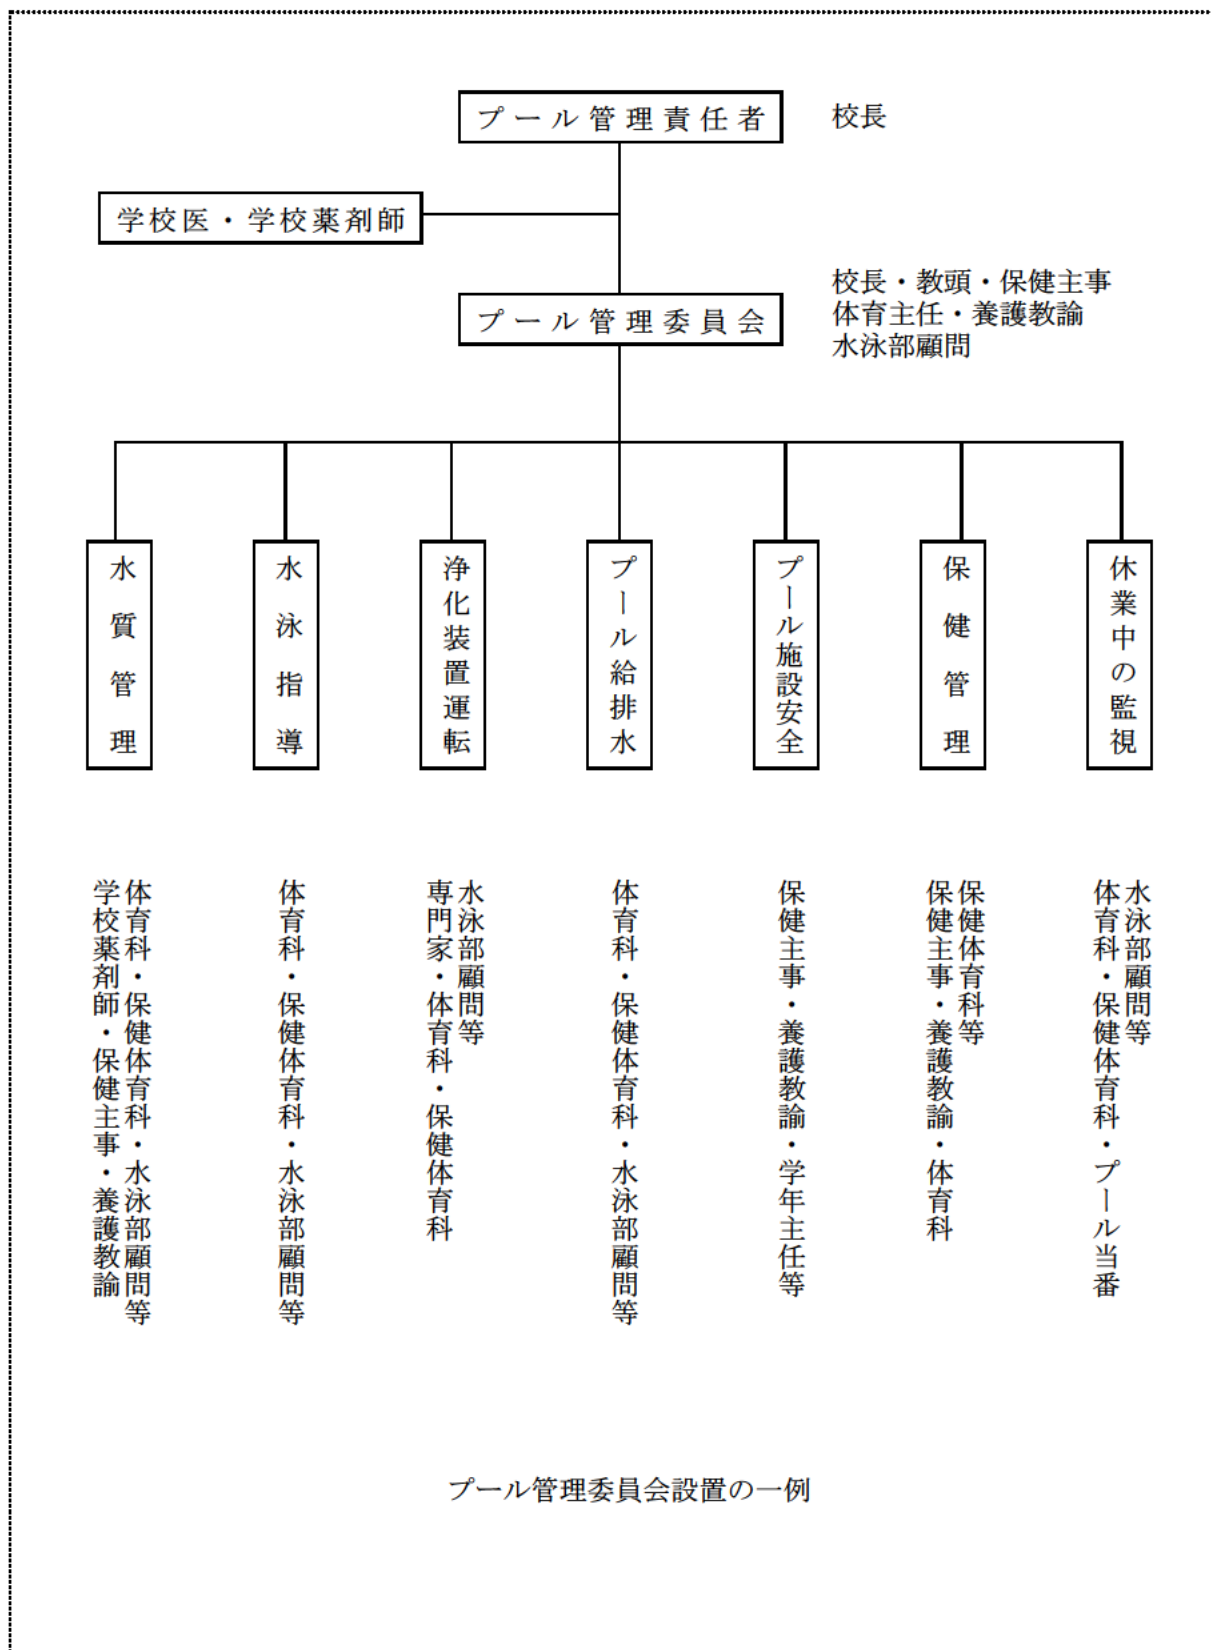 プール管理責任者
校長
学校医・学校薬剤師
プール管理委員会
校長・教頭・保健主事
体育主任・養護教諭
水泳部顧問
水質管理
水泳指導
浄化装置運転
プール給排水
プール施設安全
保健管理
休業中の監視
学校薬剤師・保健主事・養護教諭
体育科・保健体育科・水泳部顧問等
体育科・保健体育科・水泳部顧問等
専門家・体育科・保健体育科
水泳部顧問等
体育科・保健体育科・水泳部顧問等
保健主事・養護教諭・学年主任等
保健主事・養護教諭・体育科
保健体育科等
体育科・保健体育科・プール当番
水泳部顧問等
プール管理委員会設置の一例